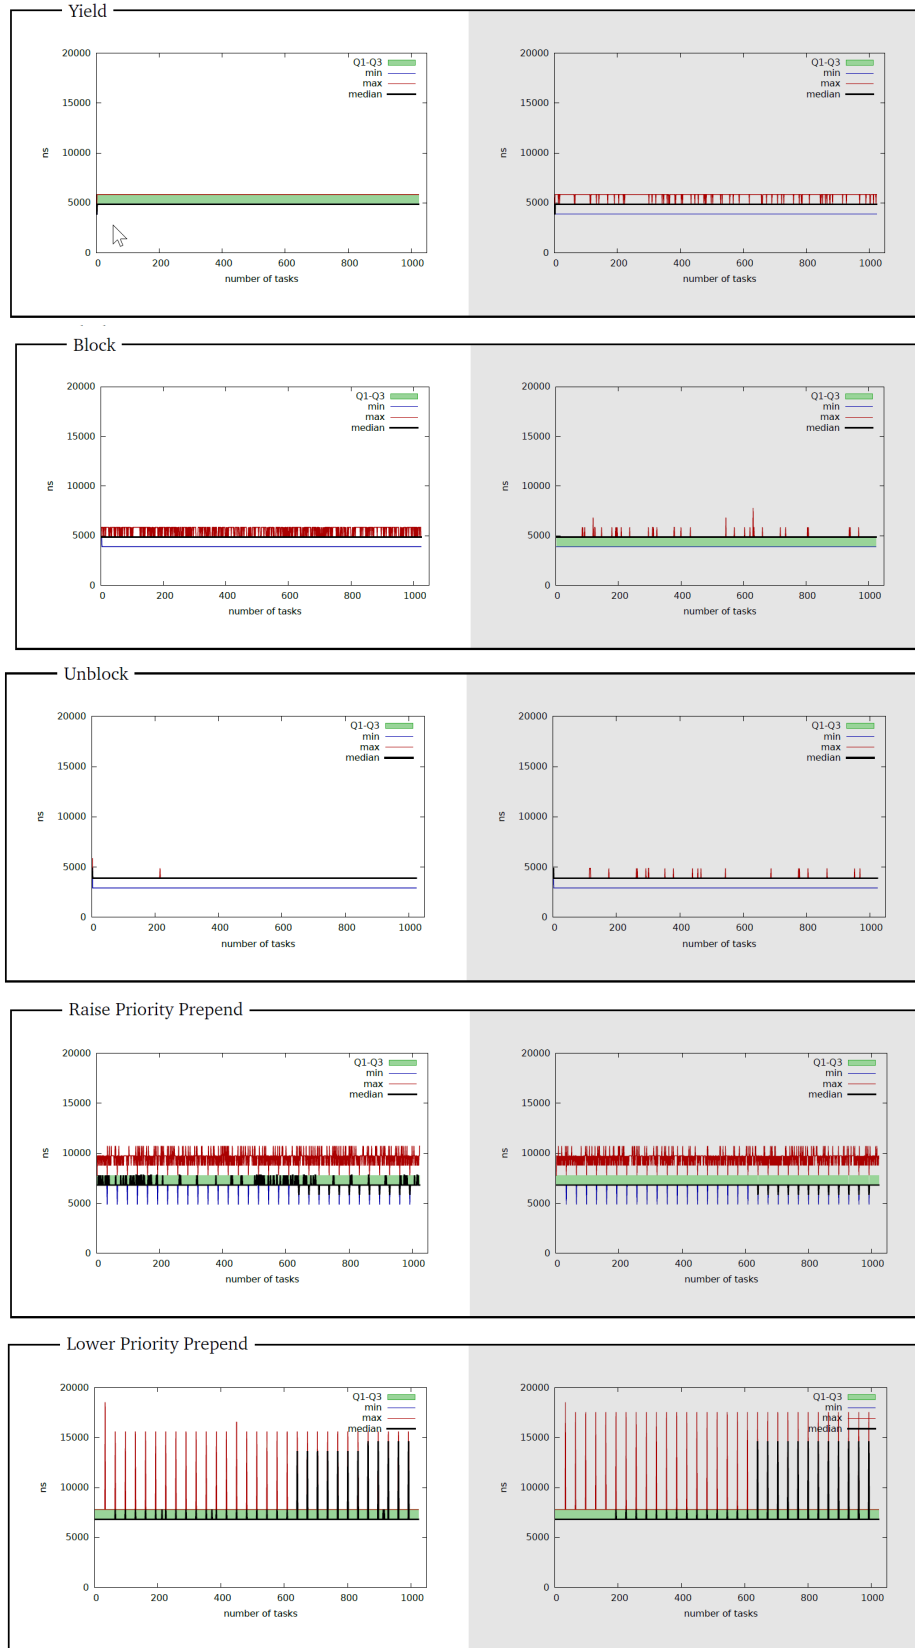 Yield
20000
15000
10000
5000
0
ns
Q1-Q3
min
max
median
0 200 400 600 800 1000
number of tasks
20000
15000
10000
5000
0
ns
Q1-Q3
min
max
median
0 200 400 600 800 1000
number of tasks
Block
20000
15000
10000
5000
0
ns
Q1-Q3
min
max
median
0 200 400 600 800 1000
number of tasks
20000
15000
10000
5000
0
ns
Q1-Q3
min
max
median
0 200 400 600 800 1000
number of tasks
Unblock
20000
15000
10000
5000
0
ns
Q1-Q3
min
max
median
0 200 400 600 800 1000
number of tasks
20000
15000
10000
5000
0
ns
Q1-Q3
min
max
median
0 200 400 600 800 1000
number of tasks
Raise Priority Prepend
20000
15000
10000
5000
0
ns
Q1-Q3
min
max
median
0 200 400 600 800 1000
number of tasks
20000
15000
10000
5000
0
ns
Q1-Q3
min
max
median
0 200 400 600 800 1000
number of tasks
Lower Priority Prepend
20000
15000
10000
5000
0
ns
Q1-Q3
min
max
median
0 200 400 600 800 1000
number of tasks
20000
15000
10000
5000
0
ns
Q1-Q3
min
max
median
0 200 400 600 800 1000
number of tasks